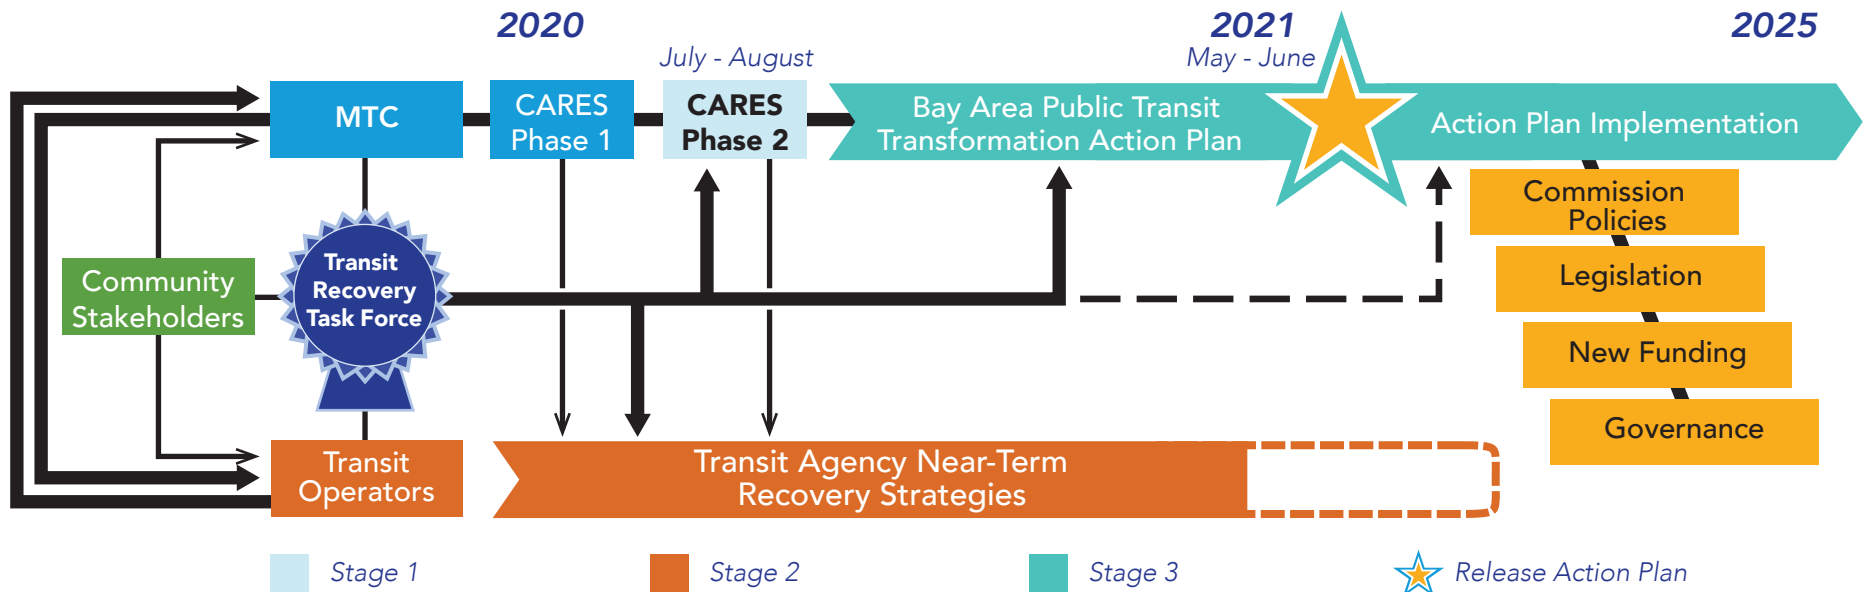 2020
2021
2025
July - August
May - June
MTC
CARES
Phase 1
CARES
Phase 2
Bay Area Public Transit
Transformation Action Plan
Action Plan Implementation
Commission
Policies
Legislation
New Funding
Governance
Community
Stakeholders
Transit
Recovery
Task Force
Transit
Operators
Transit Agency Near-Term
Recovery Strategies
Stage 1
Stage 2
Stage 3
Release Action Plan